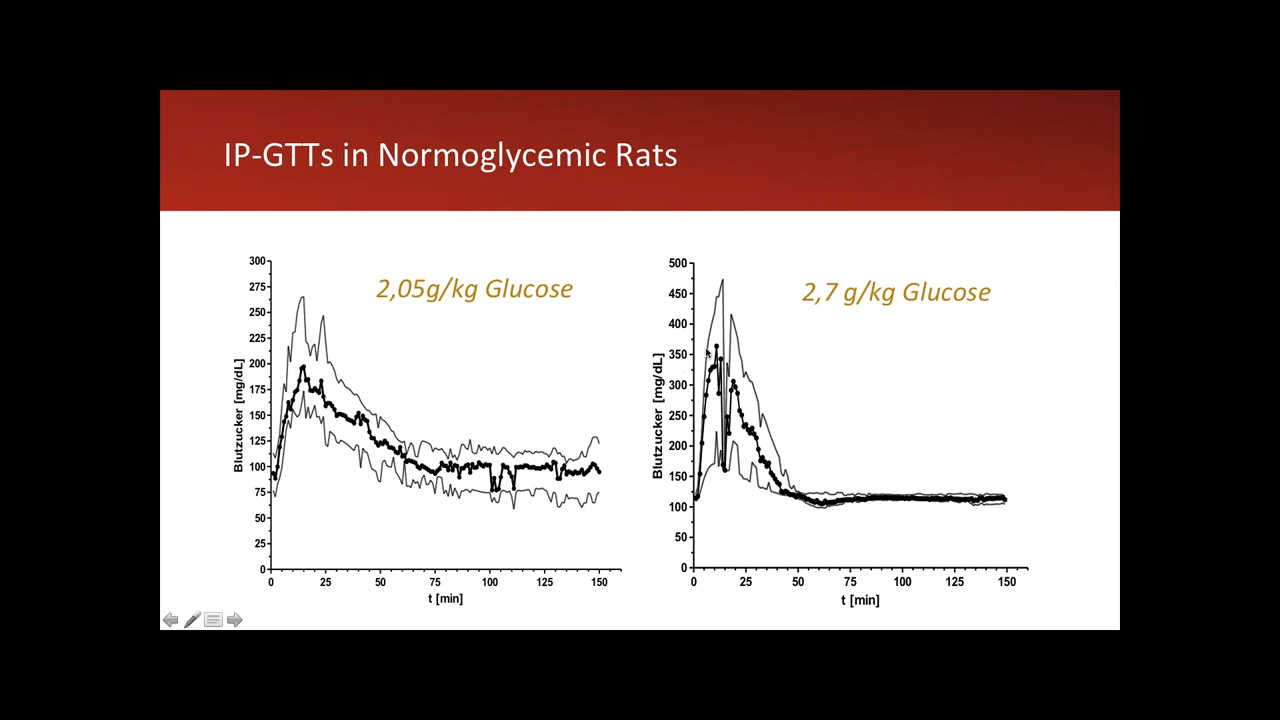 IP-GTTs in Normoglycemic Rats
2,05g/kg Glucose
300
275
250
225
200
175
150
125
100
75
50
25
0
Blutzucker [mg/dL]
0 25 50 75 100 125 150
t [min]
2,7 g/kg Glucose
500
450
400
350
300
250
200
150
100
50
0
Blutzucker [mg/dL]
0 25 50 75 100 125 150
t [min]